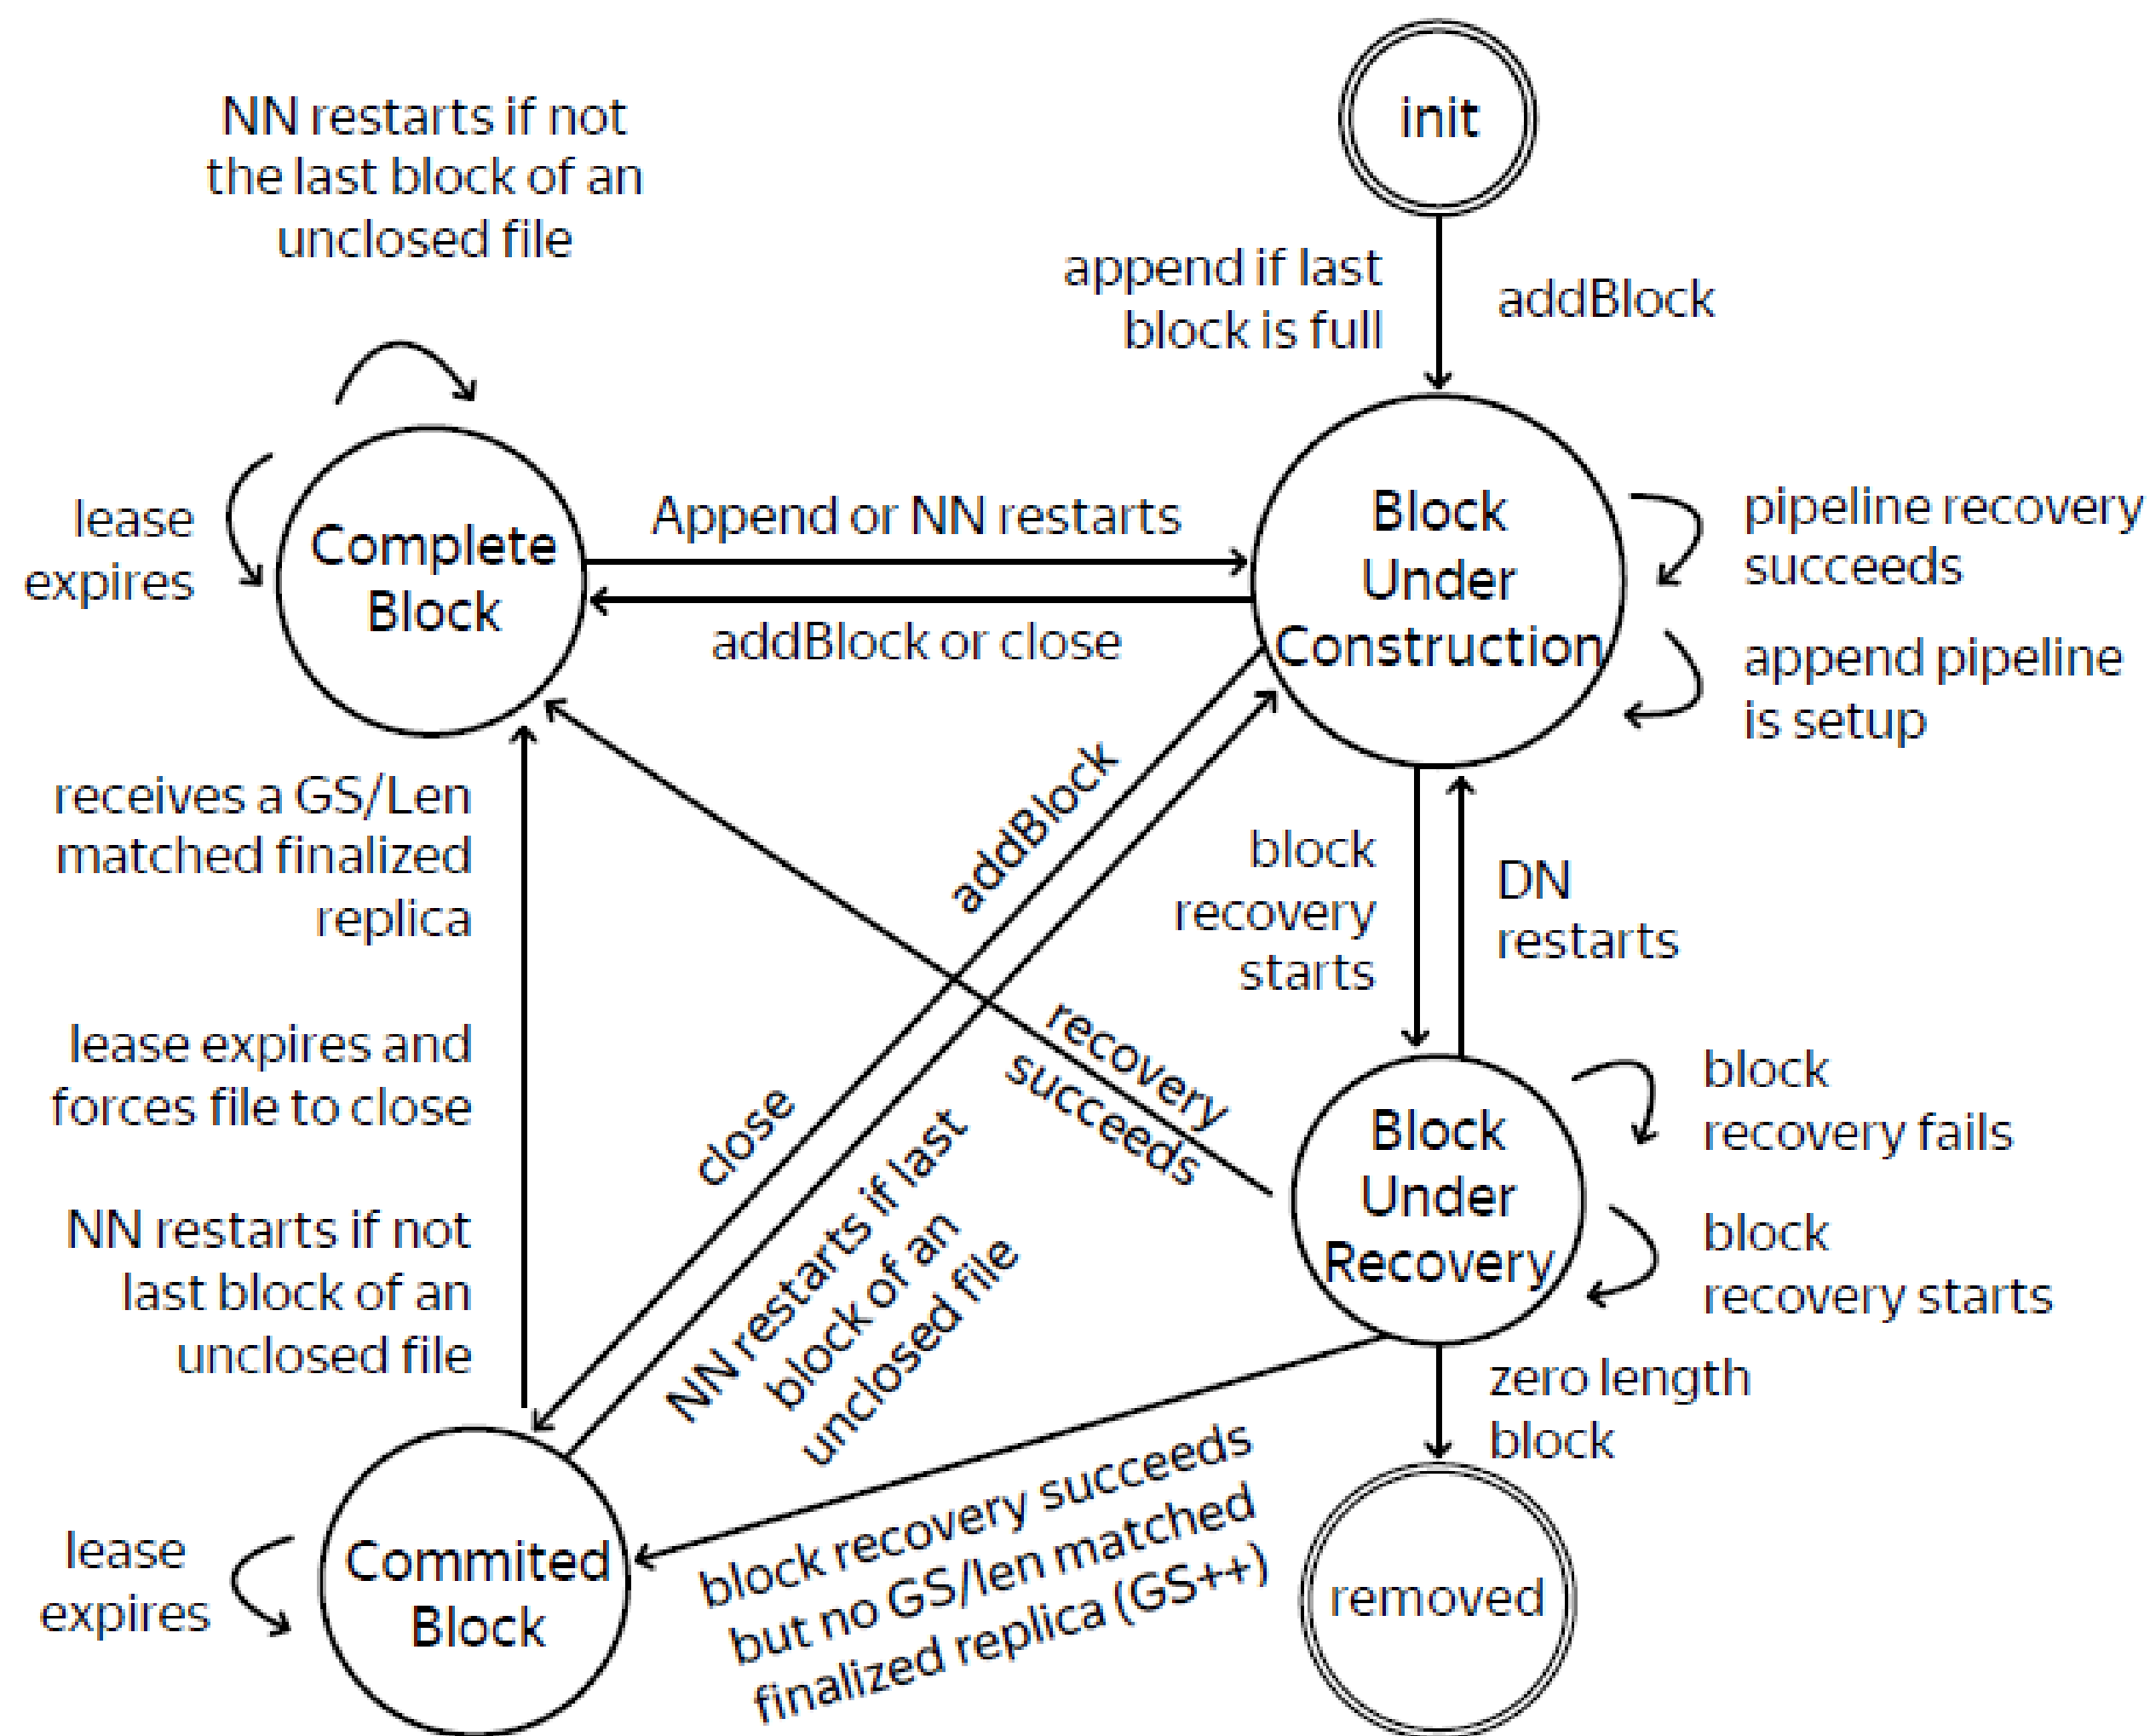 init
NN restarts if not
the last block of an
unclosed file
append if last
block is full
addBlock
lease
expires
Complete
Block
Append or NN restarts
addBlock or close
Block
Under
Construction
pipeline recovery
succeeds
append pipeline
is setup
receives a GS/Len
matched finalized
replica
lease expires and
forces file to close
NN restarts if not
last block of an
unclosed file
addBlock
close
NN restarts if last
block of an
unclosed file
recovery
succeeds
block
recovery
starts
DN
restarts
Block
Under
Recovery
block
recovery fails
block
recovery starts
zero length
block
block recovery succeeds
but no GS/len matched
finalized replica (GS++)
lease
expires
Commited
Block
removed